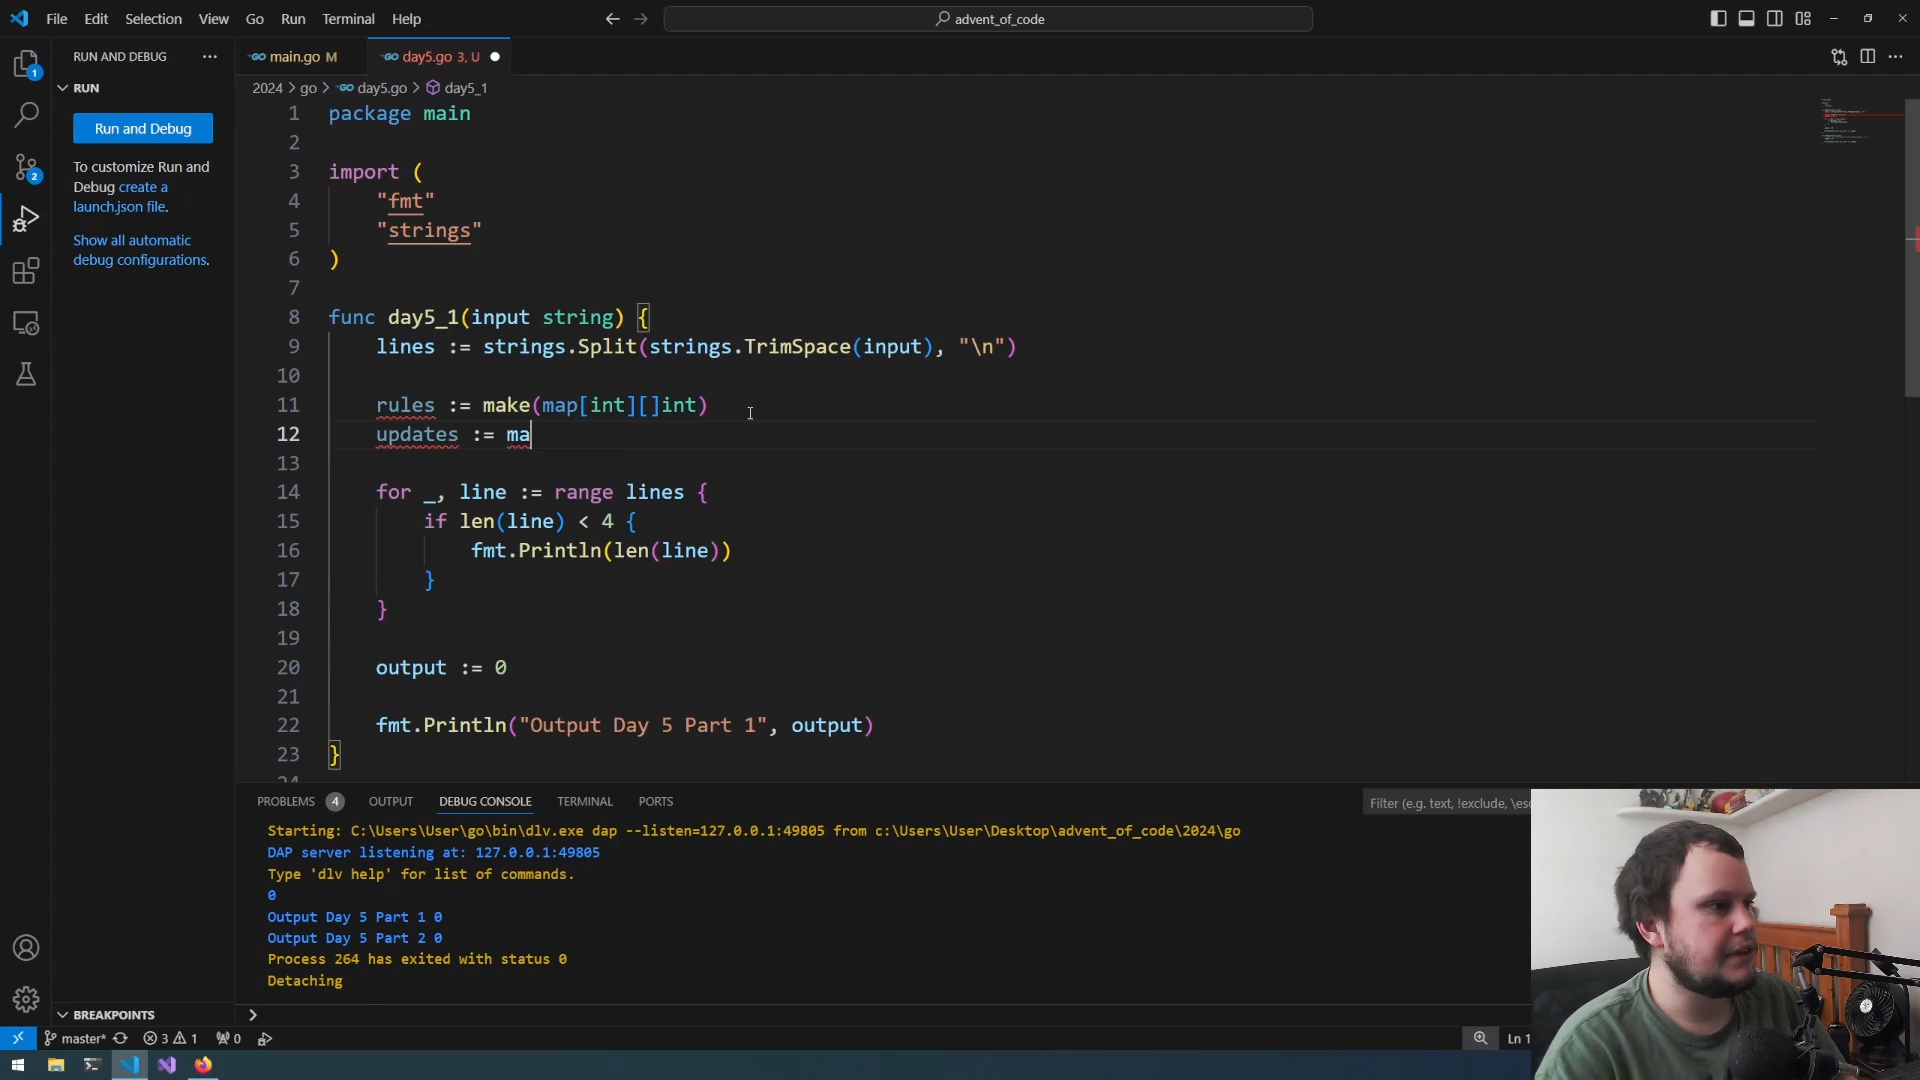 File Edit Selection View Go Run Terminal Help
advent_of_code
RUN AND DEBUG
RUN
Run and Debug
To customize Run and
Debug create a
launch.json file.
Show all automatic
debug configurations.
BREAKPOINTS
main.go M
day5.go 3, U
2024 > go > day5.go > day5_1
1 package main
2
3 import (
4 "fmt"
5 "strings"
6 )
7
8 func day5_1(input string) {
9 lines := strings.Split(strings.TrimSpace(input), "\n")
10
11 rules := make(map[int][]int)
12 updates := ma
13
14 for _, line := range lines {
15 if len(line) < 4 {
16 fmt.Println(len(line))
17 }
18 }
19
20 output := 0
21
22 fmt.Println("Output Day 5 Part 1", output)
23 }
24
PROBLEMS 4 OUTPUT DEBUG CONSOLE TERMINAL PORTS
Filter (e.g. text, !exclude, \esc
Starting: C:\Users\User\go\bin\dlv.exe dap --listen=127.0.0.1:49805 from c:\Users\User\Desktop\advent_of_code\2024\go
DAP server listening at: 127.0.0.1:49805
Type 'dlv help' for list of commands.
0
Output Day 5 Part 1 0
Output Day 5 Part 2 0
Process 264 has exited with status 0
Detaching
>
master* 3 1 0
Ln 1